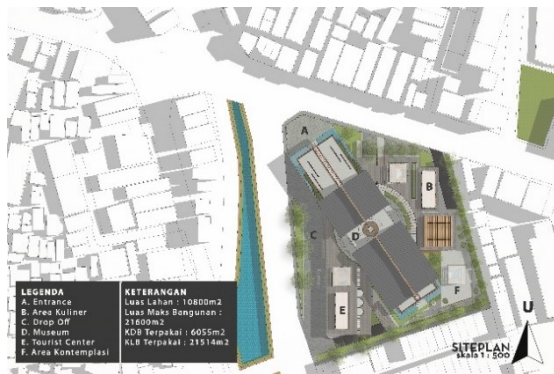 A
B
C
D
E
F
LEGENDA
A. Entrance
B. Area Kuliner
C. Drop Off
D. Museum
E. Tourist Center
F. Area Kontemplasi
KETERANGAN
Luas Lahan : 10800m2
Luas Maks Bangunan :
21600m2
KDB Terpakai : 6055m2
KLB Terpakai : 21514m2
U
SITEPLAN
skala 1 : 500